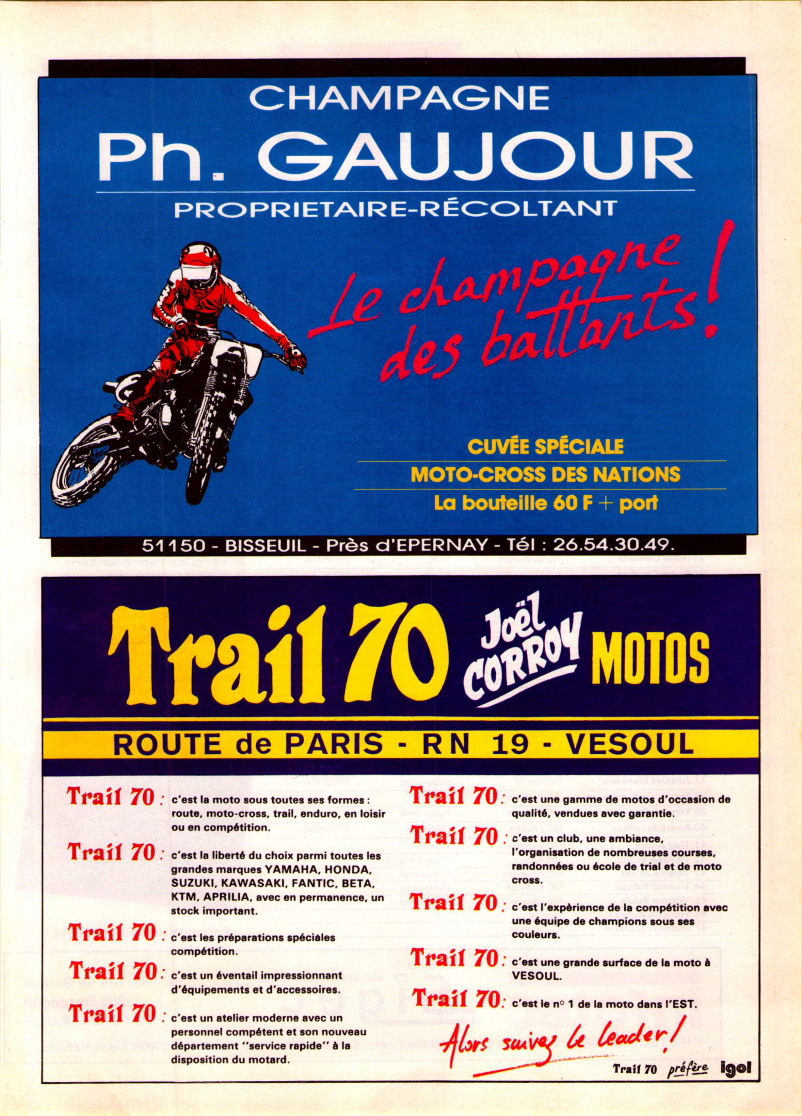 CHAMPAGNE
Ph. GAUJOUR
PROPRIETAIRE-RÉCOLTANT
Le champagne
des battants!
CUVÉE SPÉCIALE
MOTO-CROSS DES NATIONS
La bouteille 60 F + port
51150 - BISSEUIL - Près d'EPERNAY - Tél : 26.54.30.49.
Trail 70 Joël CORROY MOTOS
ROUTE de PARIS - RN 19 - VESOUL
Trail 70 : c'est la moto sous toutes ses formes :
route, moto-cross, trail, enduro, en loisir
ou en compétition.
Trail 70 : c'est la liberté du choix parmi toutes les
grandes marques YAMAHA, HONDA,
SUZUKI, KAWASAKI, FANTIC, BETA,
KTM, APRILIA, avec en permanence, un
stock important.
Trail 70 : c'est les préparations spéciales
compétition.
Trail 70 : c'est un éventail impressionnant
d'équipements et d'accessoires.
Trail 70 : c'est un atelier moderne avec un
personnel compétent et son nouveau
département "service rapide" à la
disposition du motard.
Trail 70 : c'est une gamme de motos d'occasion de
qualité, vendues avec garantie.
Trail 70 : c'est un club, une ambiance,
l'organisation de nombreuses courses,
randonnées ou école de trial et de moto
cross.
Trail 70 : c'est l'expèrience de la compétition avec
une équipe de champions sous ses
couleurs.
Trail 70 : c'est une grande surface de la moto à
VESOUL.
Trail 70 : c'est le n° 1 de la moto dans l'EST.
Alors suivez le leader!
Trail 70 préfère igol